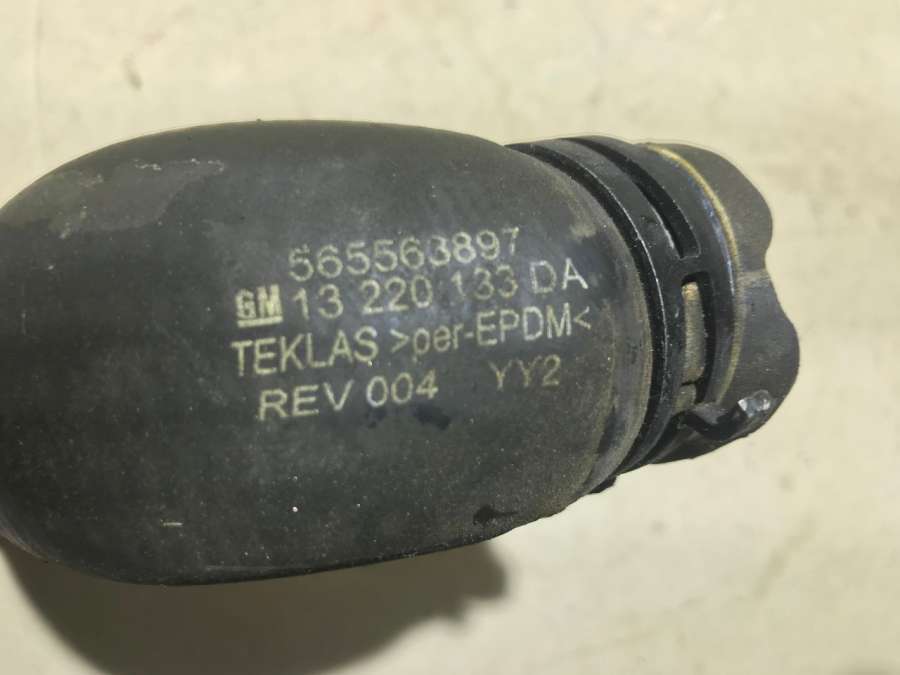 565563897
GM 13 220 133 DA
TEKLAS >per-EPDM<
REV 004 YY2